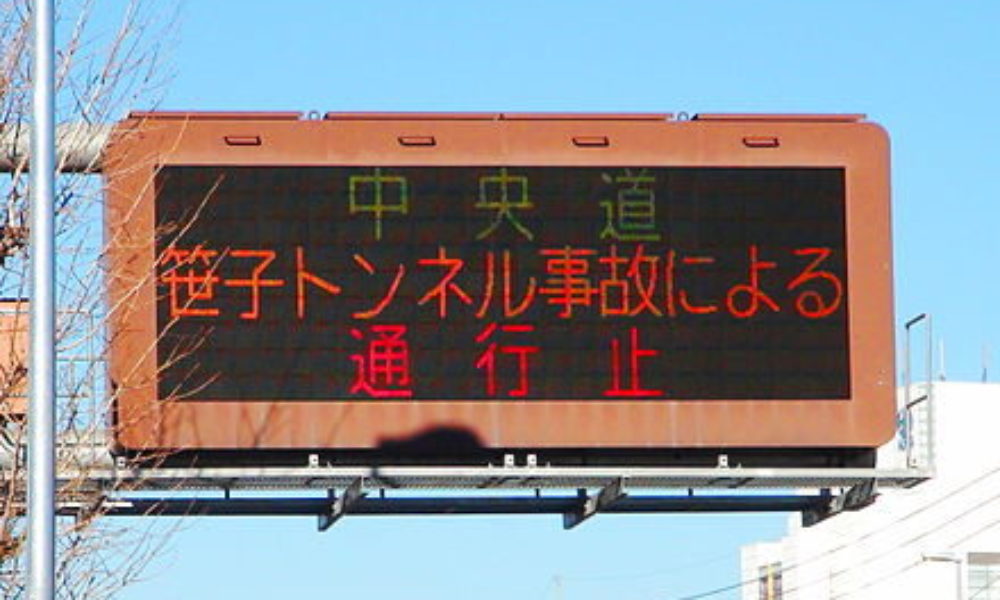 中央道
笹子トンネル事故による
通行止